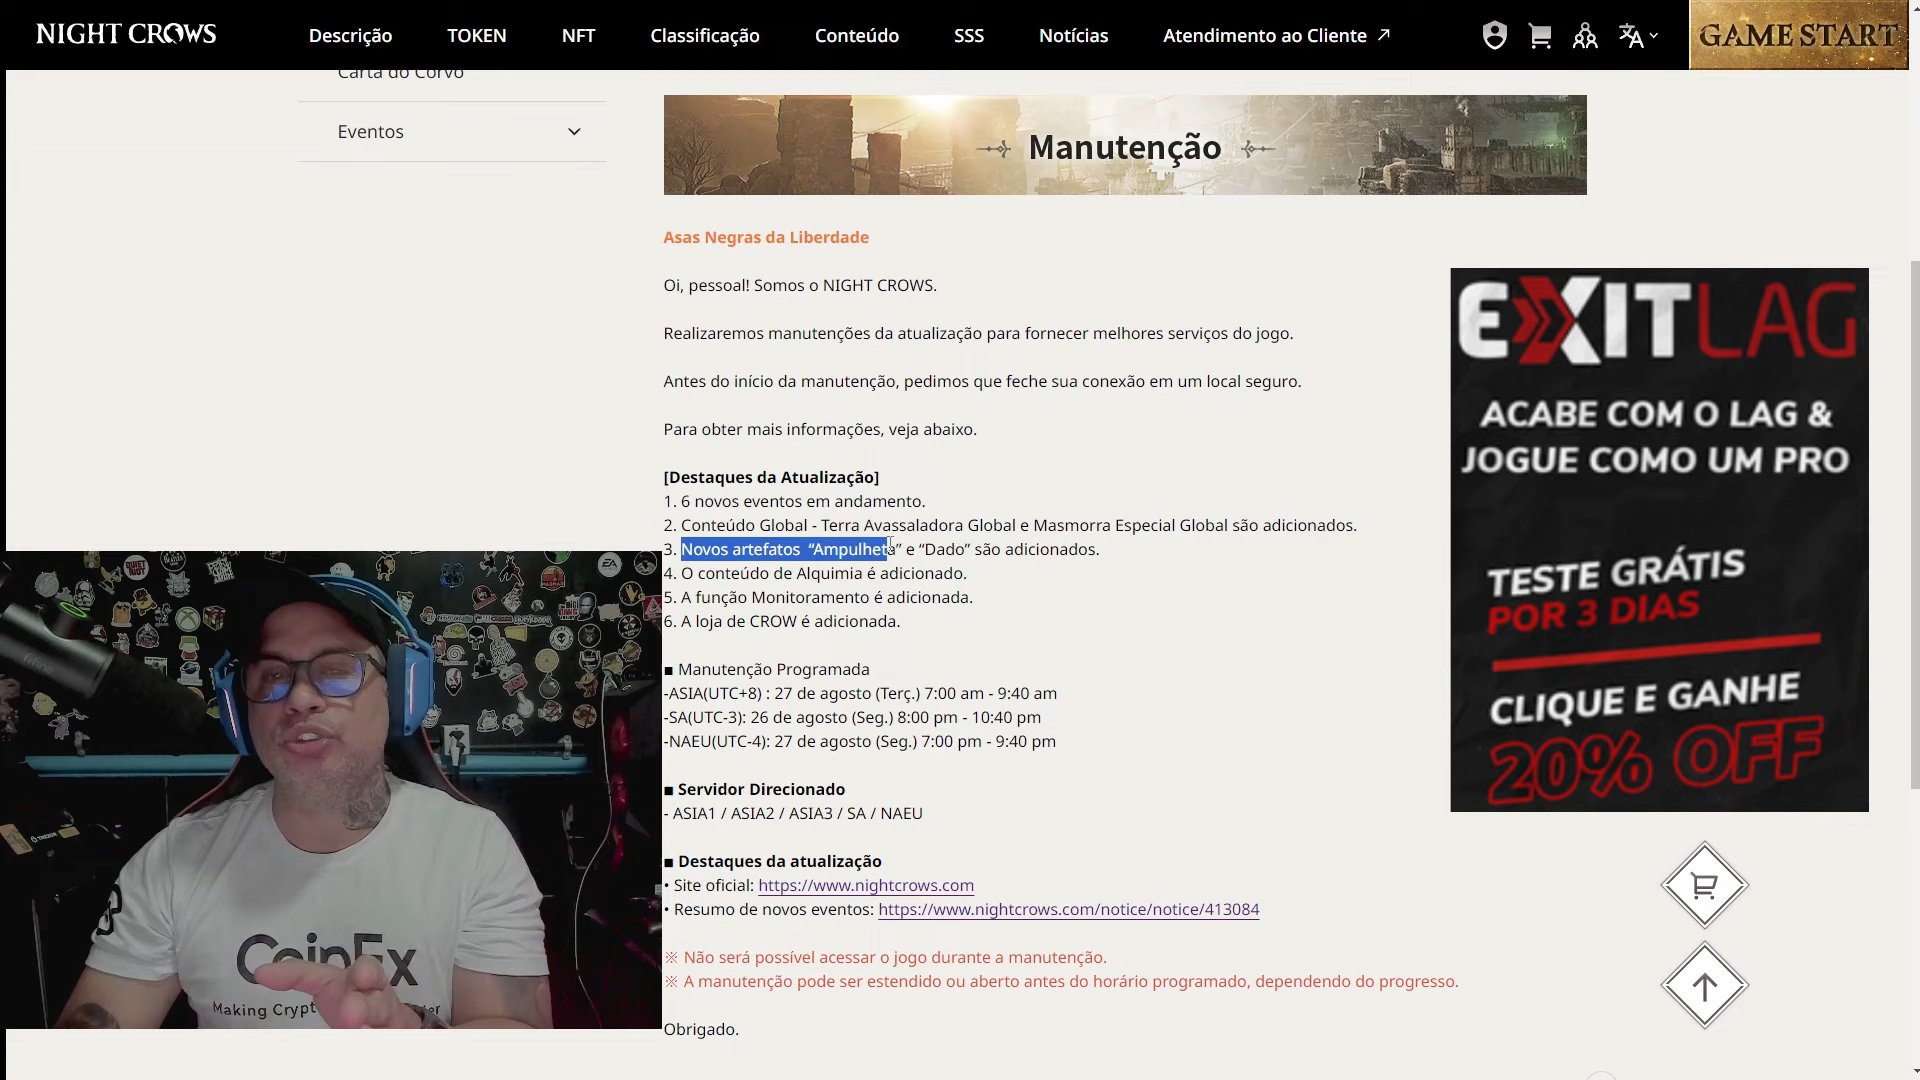 NIGHT CROWS
Descrição
TOKEN
NFT
Classificação
Conteúdo
SSS
Notícias
Atendimento ao Cliente
GAME START
Carta do Corvo
Eventos
Manutenção
Asas Negras da Liberdade
Oi, pessoal! Somos o NIGHT CROWS.
Realizaremos manutenções da atualização para fornecer melhores serviços do jogo.
Antes do início da manutenção, pedimos que feche sua conexão em um local seguro.
Para obter mais informações, veja abaixo.
[Destaques da Atualização]
1. 6 novos eventos em andamento.
2. Conteúdo Global - Terra Avassaladora Global e Masmorra Especial Global são adicionados.
3. Novos artefatos “Ampulheta” e “Dado” são adicionados.
4. O conteúdo de Alquimia é adicionado.
5. A função Monitoramento é adicionada.
6. A loja de CROW é adicionada.
■ Manutenção Programada
-ASIA(UTC+8) : 27 de agosto (Terç.) 7:00 am - 9:40 am
-SA(UTC-3): 26 de agosto (Seg.) 8:00 pm - 10:40 pm
-NAEU(UTC-4): 27 de agosto (Seg.) 7:00 pm - 9:40 pm
■ Servidor Direcionado
- ASIA1 / ASIA2 / ASIA3 / SA / NAEU
■ Destaques da atualização
• Site oficial: https://www.nightcrows.com
• Resumo de novos eventos: https://www.nightcrows.com/notice/notice/413084
※ Não será possível acessar o jogo durante a manutenção.
※ A manutenção pode ser estendido ou aberto antes do horário programado, dependendo do progresso.
Obrigado.
EXITLAG
ACABE COM O LAG &
JOGUE COMO UM PRO
TESTE GRÁTIS
POR 3 DIAS
CLIQUE E GANHE
20% OFF
CoinEx
Making Crypt
EA